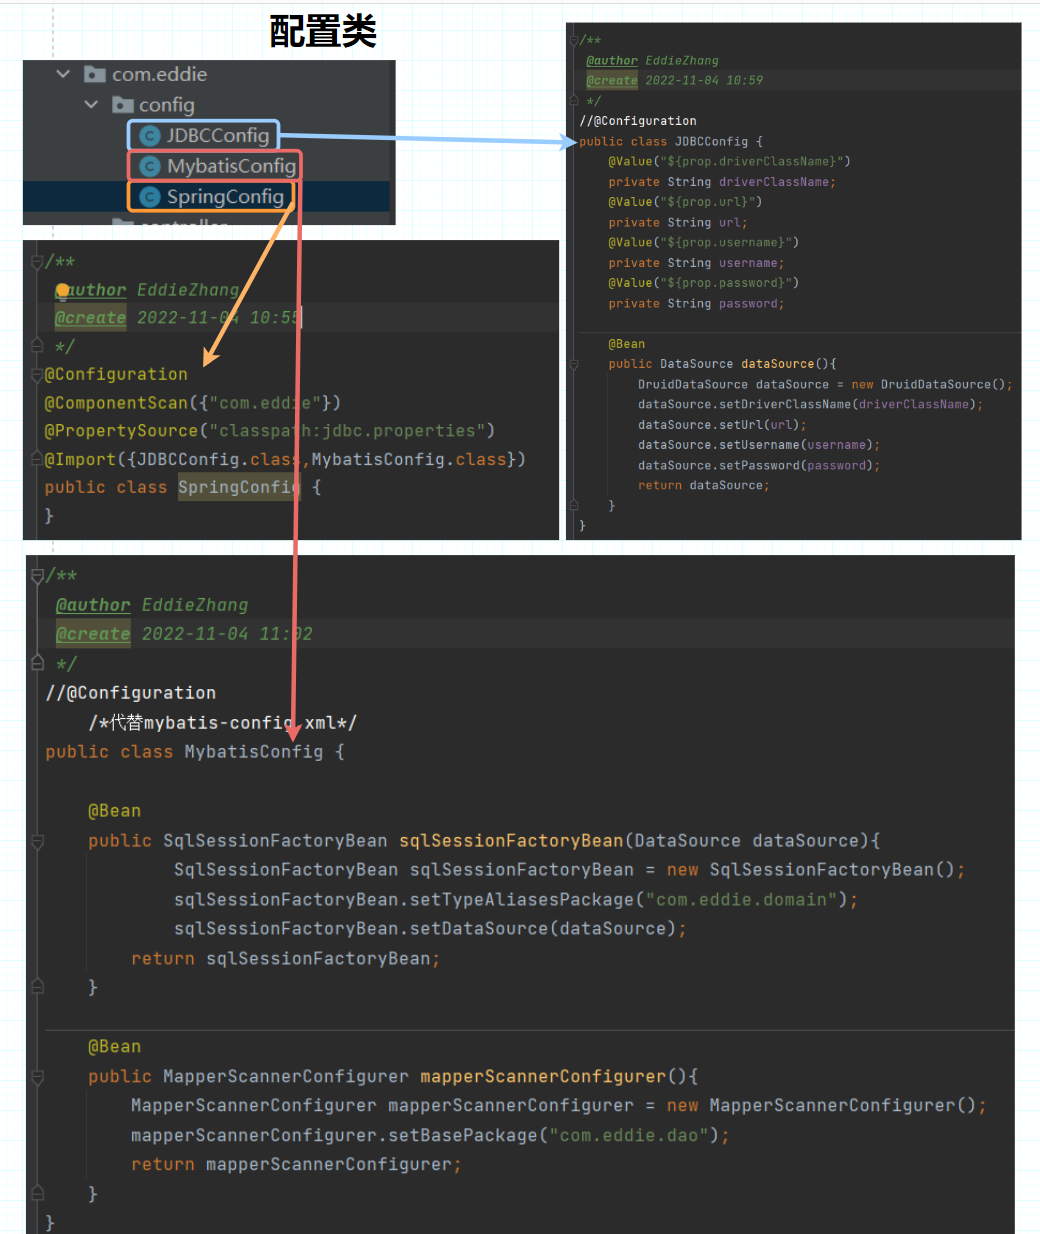 配置类
com.eddie
config
JDBCConfig
MybatisConfig
SpringConfig
/**
@author EddieZhang
@create 2022-11-04 10:55
*/
@Configuration
@ComponentScan({"com.eddie"})
@PropertySource("classpath:jdbc.properties")
@Import({JDBCConfig.class,MybatisConfig.class})
public class SpringConfig {
}
/**
@author EddieZhang
@create 2022-11-04 10:59
*/
//@Configuration
public class JDBCConfig {
@Value("${prop.driverClassName}")
private String driverClassName;
@Value("${prop.url}")
private String url;
@Value("${prop.username}")
private String username;
@Value("${prop.password}")
private String password;
@Bean
public DataSource dataSource(){
DruidDataSource dataSource = new DruidDataSource();
dataSource.setDriverClassName(driverClassName);
dataSource.setUrl(url);
dataSource.setUsername(username);
dataSource.setPassword(password);
return dataSource;
}
}
/**
@author EddieZhang
@create 2022-11-04 11:02
*/
//@Configuration
/*代替mybatis-config.xml*/
public class MybatisConfig {
@Bean
public SqlSessionFactoryBean sqlSessionFactoryBean(DataSource dataSource){
SqlSessionFactoryBean sqlSessionFactoryBean = new SqlSessionFactoryBean();
sqlSessionFactoryBean.setTypeAliasesPackage("com.eddie.domain");
sqlSessionFactoryBean.setDataSource(dataSource);
return sqlSessionFactoryBean;
}
@Bean
public MapperScannerConfigurer mapperScannerConfigurer(){
MapperScannerConfigurer mapperScannerConfigurer = new MapperScannerConfigurer();
mapperScannerConfigurer.setBasePackage("com.eddie.dao");
return mapperScannerConfigurer;
}
}